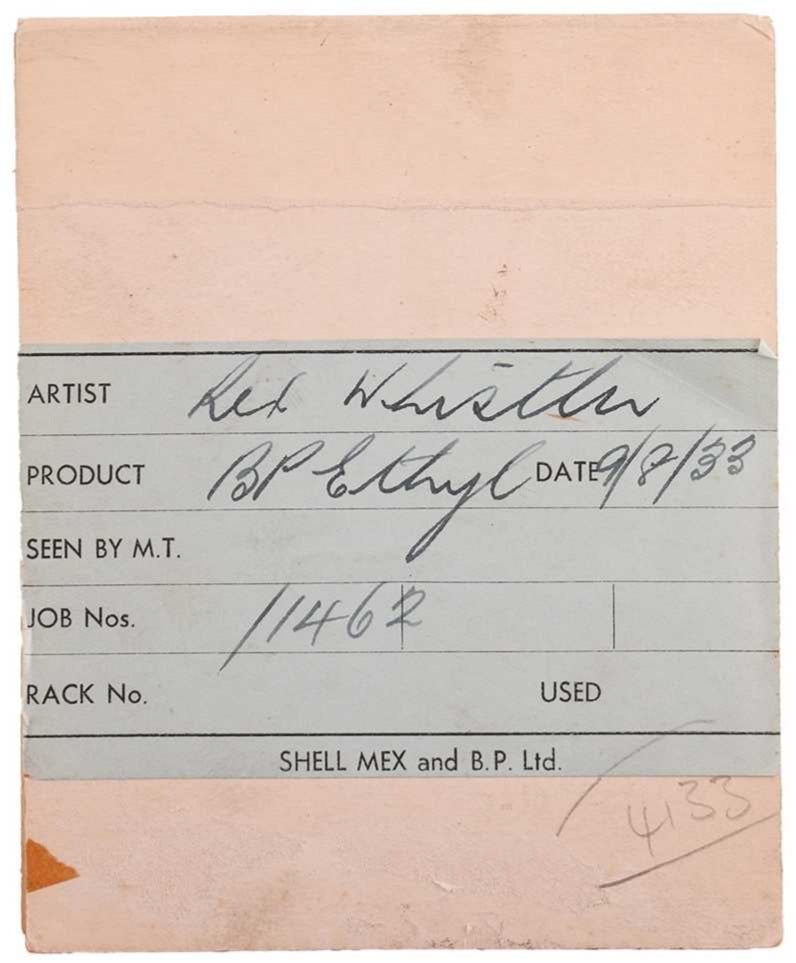 ARTIST Rex Whistler
PRODUCT BP Ethyl DATE 9/8/33
SEEN BY M.T.
JOB Nos. 11462
RACK No. USED
SHELL MEX and B.P. Ltd.
4133